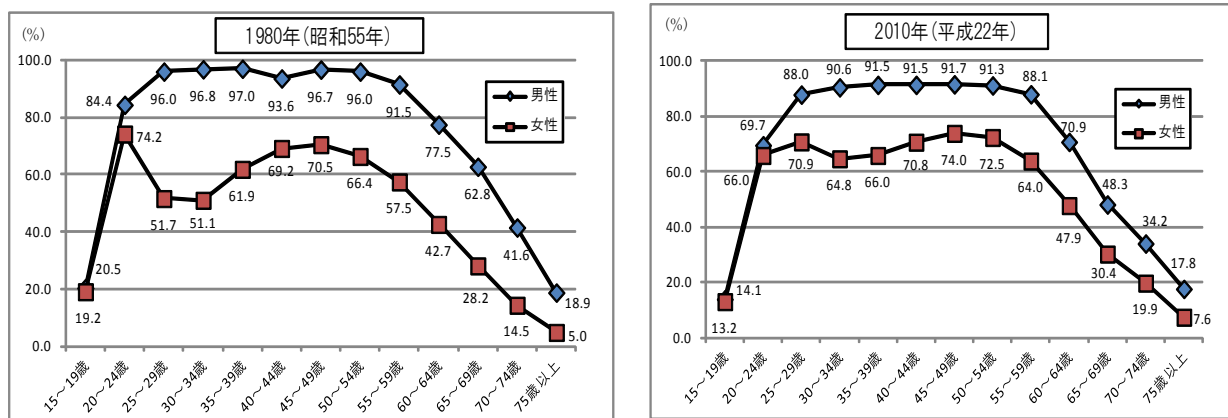 (%)
1980年(昭和55年)
100.0
80.0
60.0
40.0
20.0
0.0
男性
女性
20.5
84.4
96.0
96.8
97.0
93.6
96.7
96.0
91.5
77.5
62.8
41.6
18.9
19.2
74.2
51.7
51.1
61.9
69.2
70.5
66.4
57.5
42.7
28.2
14.5
5.0
15～19歳
20～24歳
25～29歳
30～34歳
35～39歳
40～44歳
45～49歳
50～54歳
55～59歳
60～64歳
65～69歳
70～74歳
75歳以上
(%)
2010年(平成22年)
100.0
80.0
60.0
40.0
20.0
0.0
男性
女性
14.1
69.7
88.0
90.6
91.5
91.5
91.7
91.3
88.1
70.9
48.3
34.2
17.8
13.2
66.0
70.9
64.8
66.0
70.8
74.0
72.5
64.0
47.9
30.4
19.9
7.6
15～19歳
20～24歳
25～29歳
30～34歳
35～39歳
40～44歳
45～49歳
50～54歳
55～59歳
60～64歳
65～69歳
70～74歳
75歳以上